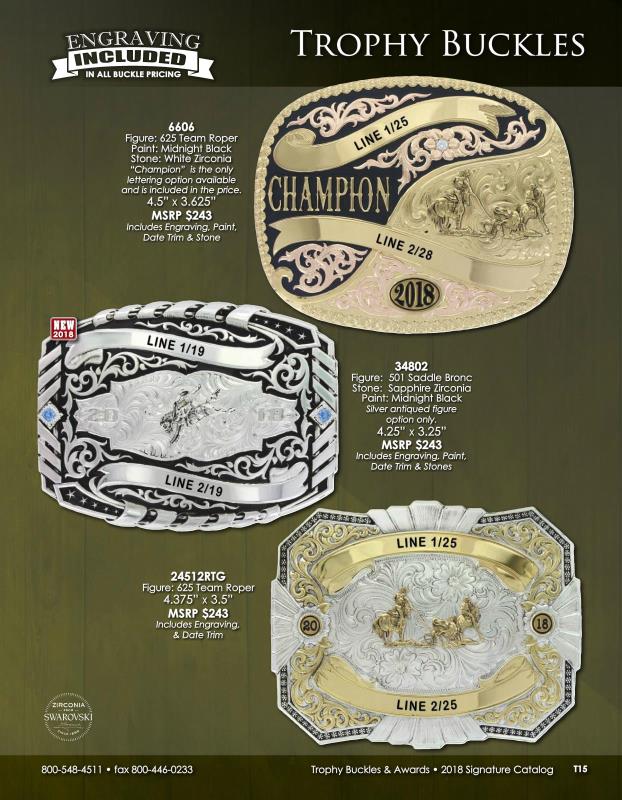 ENGRAVING
INCLUDED
IN ALL BUCKLE PRICING
TROPHY BUCKLES
6606
Figure: 625 Team Roper
Paint: Midnight Black
Stone: White Zirconia
“Champion” is the only
lettering option available
and is included in the price.
4.5” x 3.625”
MSRP $243
Includes Engraving, Paint,
Date Trim & Stone
LINE 1/25
CHAMPION
LINE 2/28
2018
NEW
2018
LINE 1/19
20 18
LINE 2/19
34802
Figure: 501 Saddle Bronc
Stone: Sapphire Zirconia
Paint: Midnight Black
Silver antiqued figure
option only.
4.25” x 3.25”
MSRP $243
Includes Engraving, Paint,
Date Trim & Stones
24512RTG
Figure: 625 Team Roper
4.375” x 3.5”
MSRP $243
Includes Engraving,
& Date Trim
LINE 1/25
20 18
LINE 2/25
ZIRCONIA
FROM
SWAROVSKI
800-548-4511 • fax 800-446-0233
Trophy Buckles & Awards • 2018 Signature Catalog T15